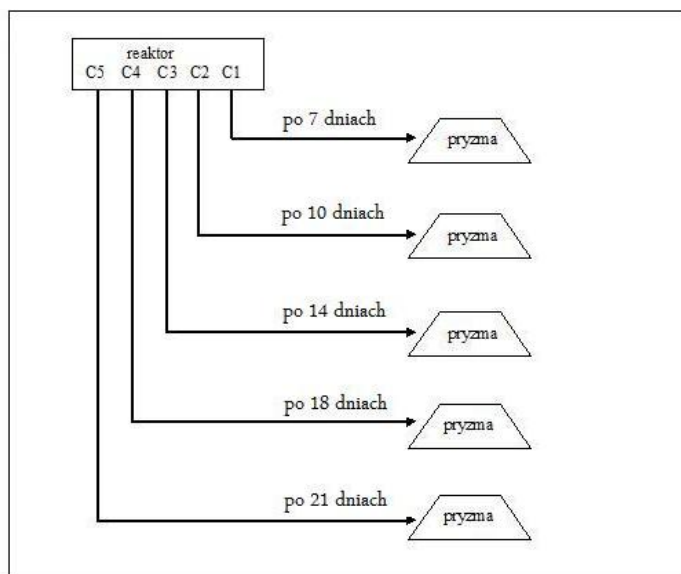 reaktor
C5 C4 C3 C2 C1
po 7 dniach
pryzma
po 10 dniach
pryzma
po 14 dniach
pryzma
po 18 dniach
pryzma
po 21 dniach
pryzma